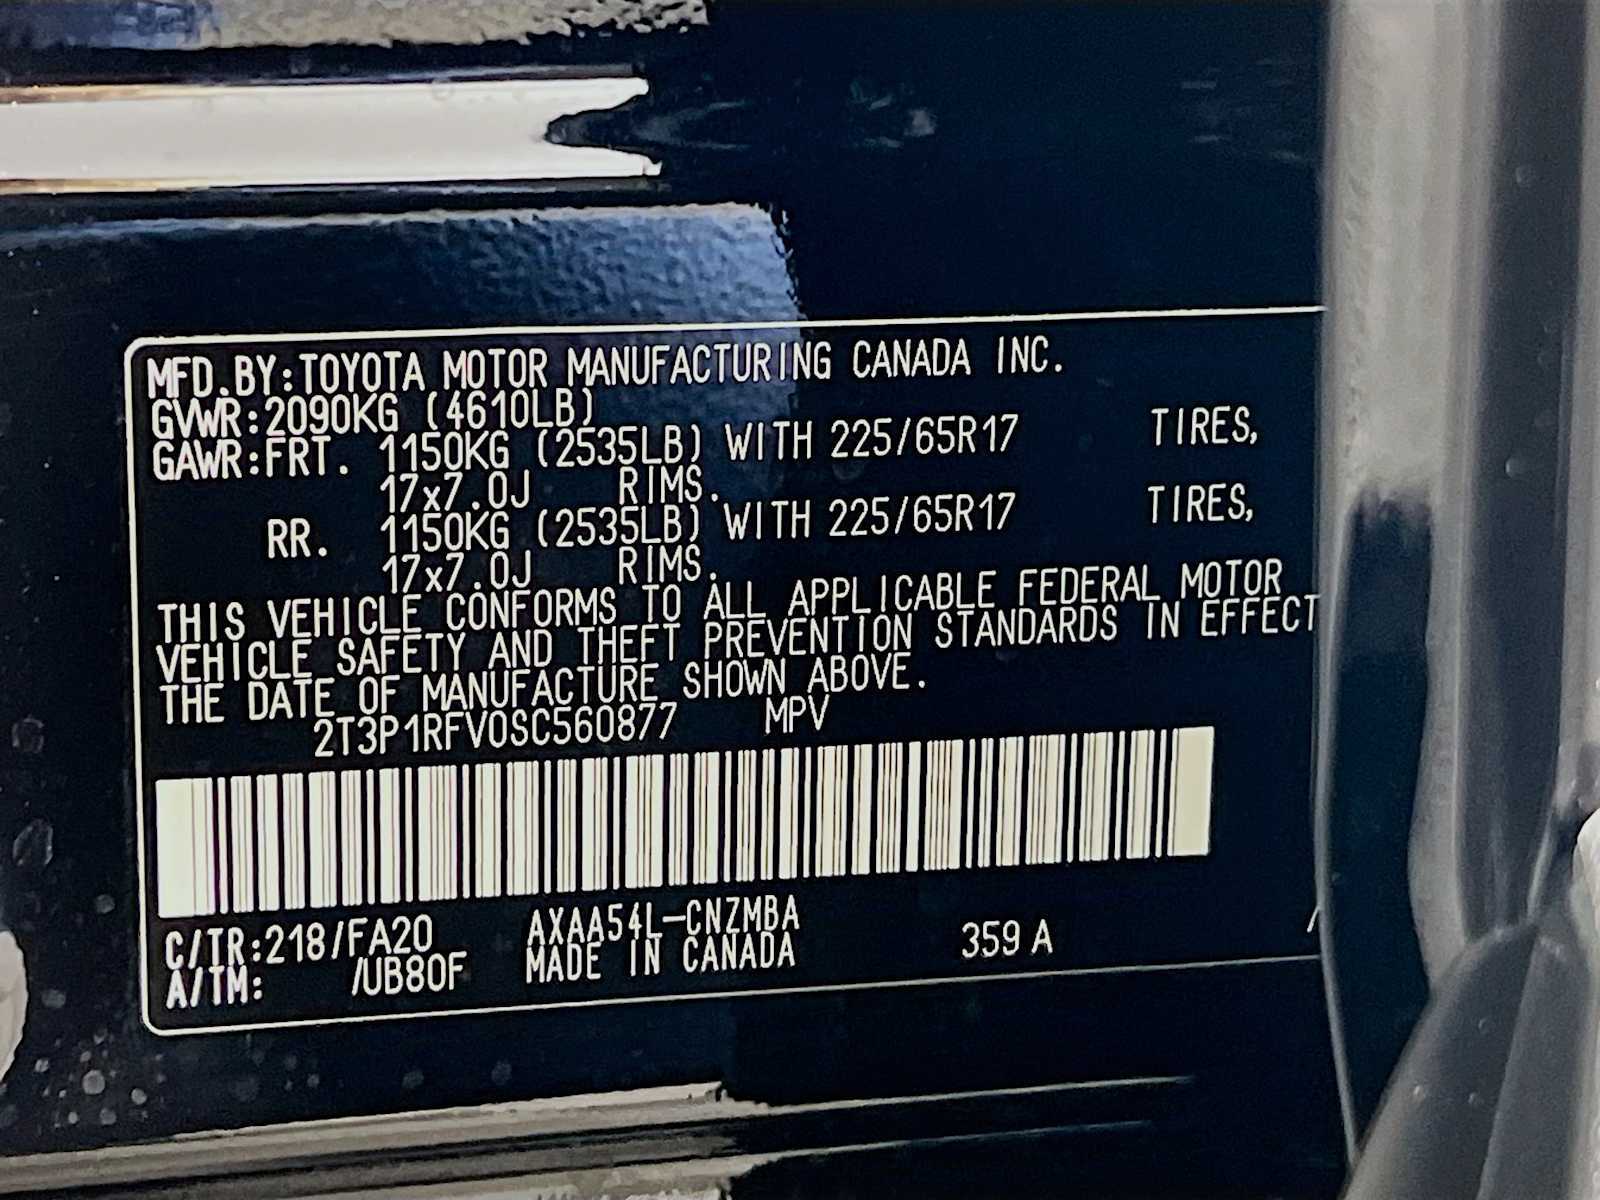 MFD.BY:TOYOTA MOTOR MANUFACTURING CANADA INC.
GVWR:2090KG (4610LB)
GAWR:FRT. 1150KG (2535LB) WITH 225/65R17 TIRES,
17x7.0J RIMS.
RR. 1150KG (2535LB) WITH 225/65R17 TIRES,
17x7.0J RIMS.
THIS VEHICLE CONFORMS TO ALL APPLICABLE FEDERAL MOTOR
VEHICLE SAFETY AND THEFT PREVENTION STANDARDS IN EFFECT
THE DATE OF MANUFACTURE SHOWN ABOVE.
2T3P1RFV0SC560877 MPV
C/TR:218/FA20 AXAA54L-CNZMBA
A/TM: /UB80F MADE IN CANADA 359 A /